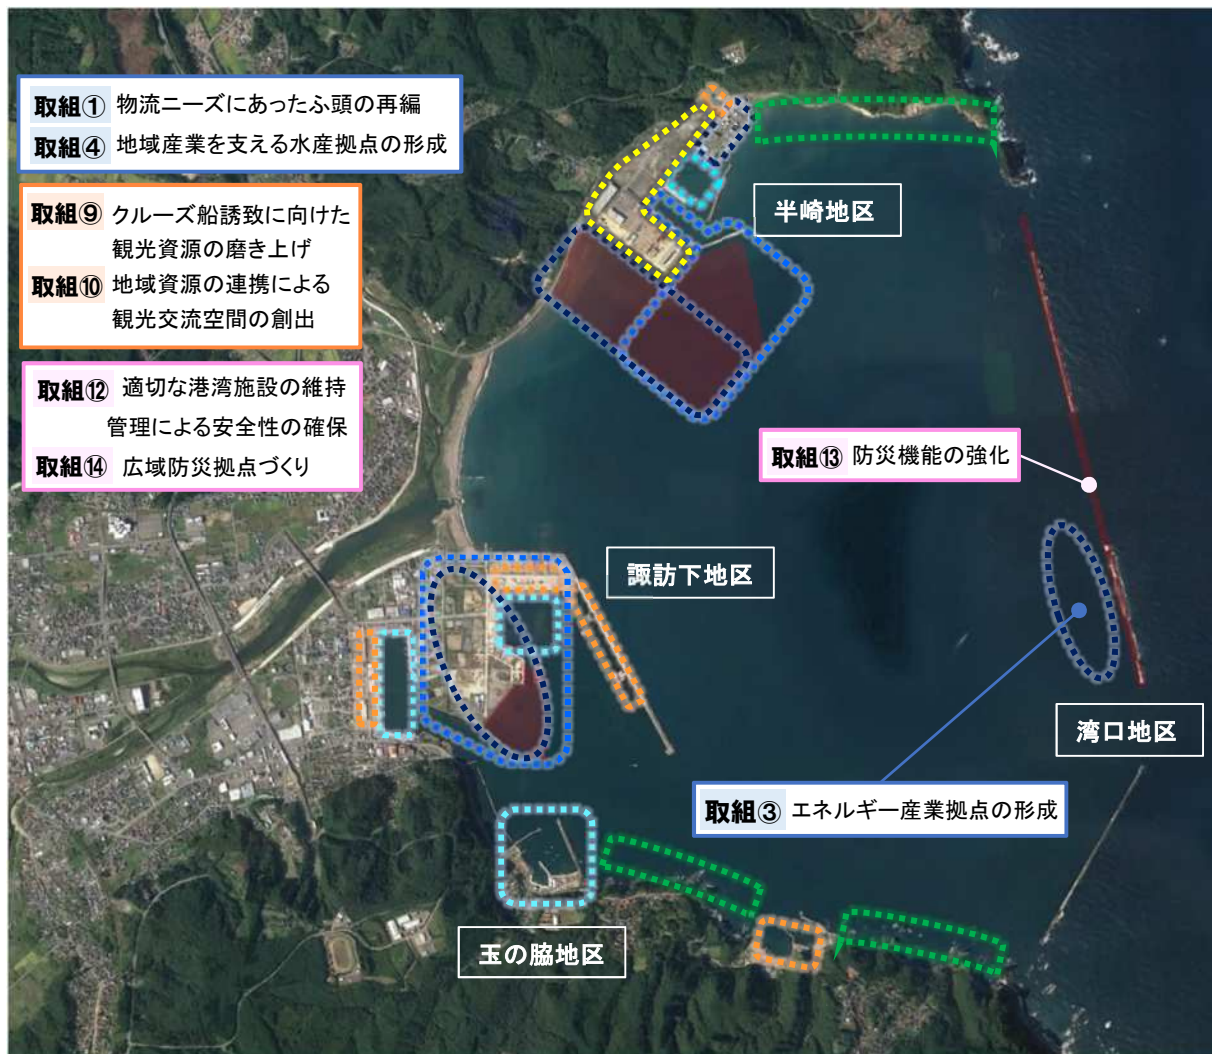 取組① 物流ニーズにあったふ頭の再編
取組④ 地域産業を支える水産拠点の形成
取組⑨ クルーズ船誘致に向けた
観光資源の磨き上げ
取組⑩ 地域資源の連携による
観光交流空間の創出
取組⑫ 適切な港湾施設の維持
管理による安全性の確保
取組⑭ 広域防災拠点づくり
半崎地区
取組⑬ 防災機能の強化
諏訪下地区
湾口地区
取組③ エネルギー産業拠点の形成
玉の脇地区